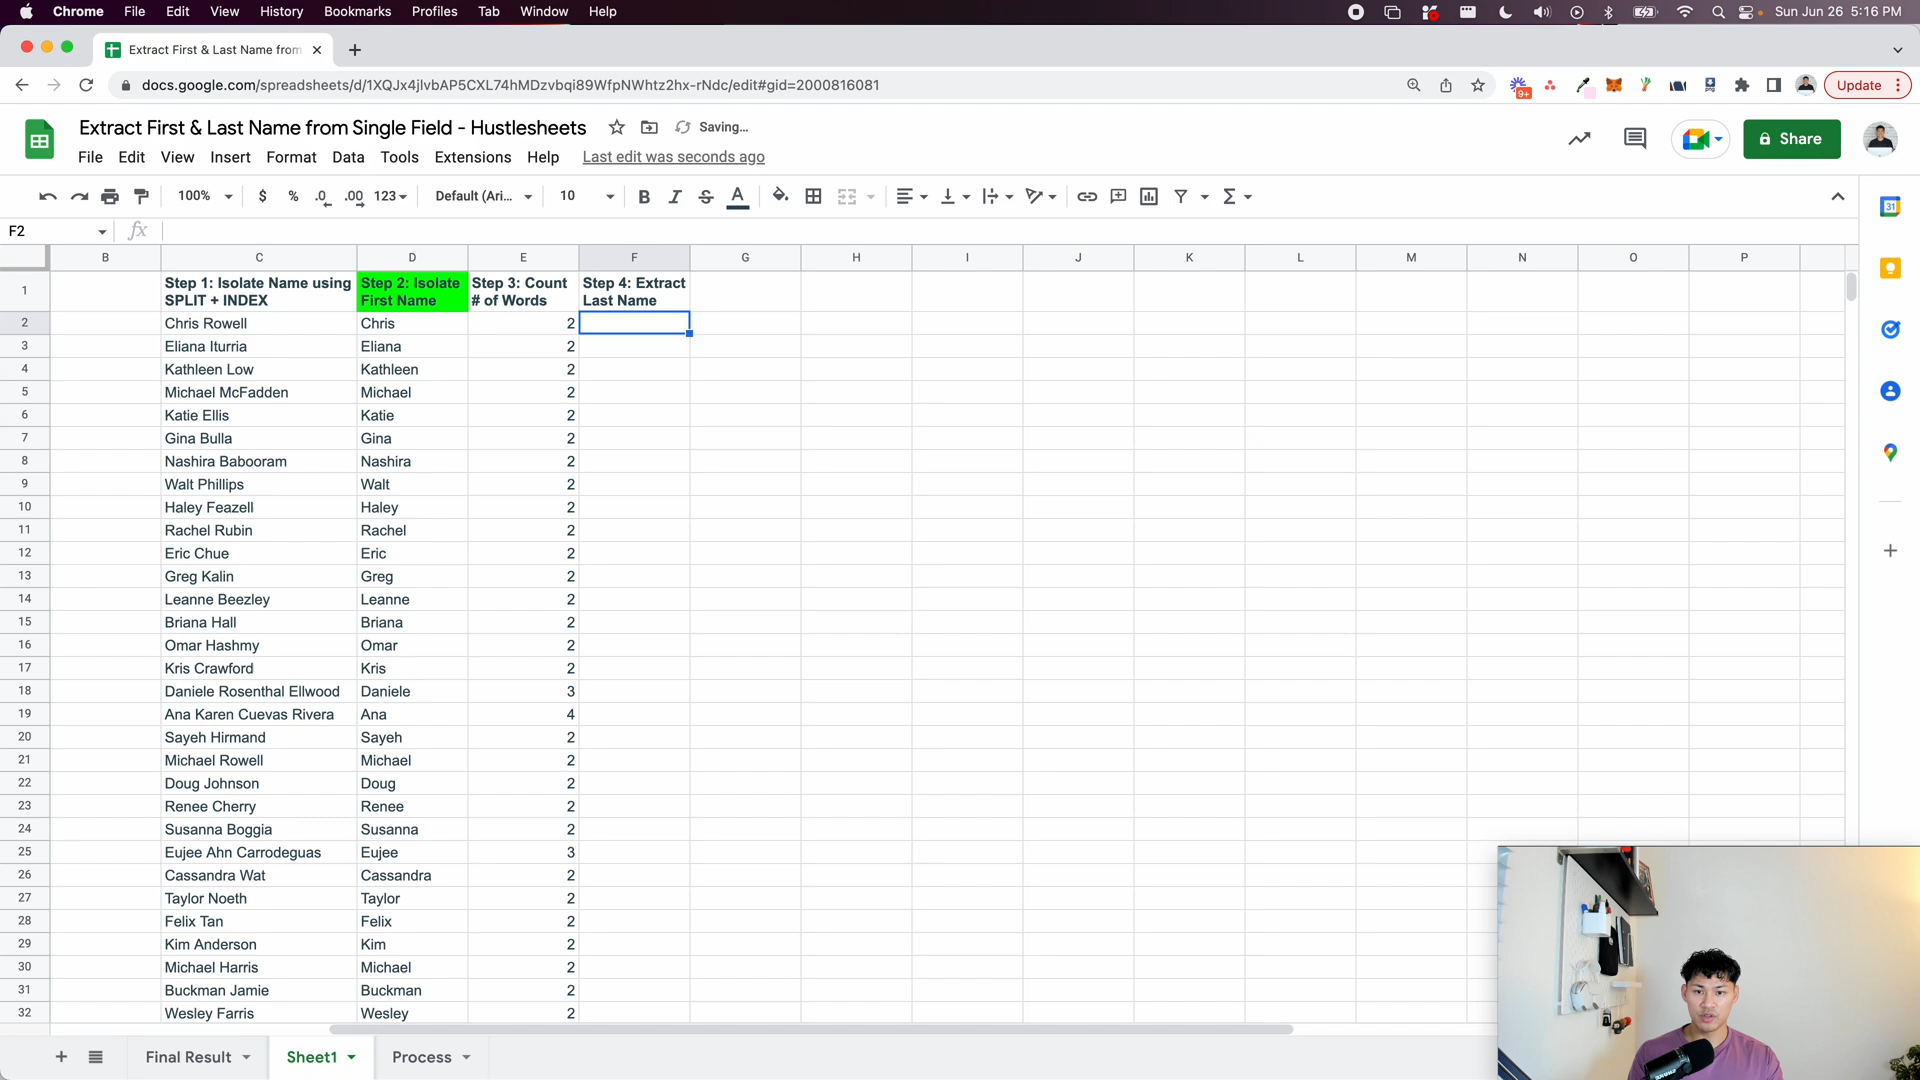 Chrome File Edit View History Bookmarks Profiles Tab Window Help Sun Jun 26 5:16 PM
Extract First & Last Name from
docs.google.com/spreadsheets/d/1XQJx4jlvbAP5CXL74hMDzvbqi89WfpNWhtz2hx-rNdc/edit#gid=2000816081 9+ Update
Extract First & Last Name from Single Field - Hustlesheets Saving...
File Edit View Insert Format Data Tools Extensions Help Last edit was seconds ago Share
100% $ % .0 .00 123 Default (Ari... 10 B I S A 31
F2 fx
B C D E F G H I J K L M N O P
1 Step 1: Isolate Name using SPLIT + INDEX Step 2: Isolate First Name Step 3: Count # of Words Step 4: Extract Last Name
2 Chris Rowell Chris 2
3 Eliana Iturria Eliana 2
4 Kathleen Low Kathleen 2
5 Michael McFadden Michael 2
6 Katie Ellis Katie 2
7 Gina Bulla Gina 2
8 Nashira Babooram Nashira 2
9 Walt Phillips Walt 2
10 Haley Feazell Haley 2
11 Rachel Rubin Rachel 2
12 Eric Chue Eric 2
13 Greg Kalin Greg 2
14 Leanne Beezley Leanne 2
15 Briana Hall Briana 2
16 Omar Hashmy Omar 2
17 Kris Crawford Kris 2
18 Daniele Rosenthal Ellwood Daniele 3
19 Ana Karen Cuevas Rivera Ana 4
20 Sayeh Hirmand Sayeh 2
21 Michael Rowell Michael 2
22 Doug Johnson Doug 2
23 Renee Cherry Renee 2
24 Susanna Boggia Susanna 2
25 Eujee Ahn Carrodeguas Eujee 3
26 Cassandra Wat Cassandra 2
27 Taylor Noeth Taylor 2
28 Felix Tan Felix 2
29 Kim Anderson Kim 2
30 Michael Harris Michael 2
31 Buckman Jamie Buckman 2
32 Wesley Farris Wesley 2
Final Result Sheet1 Process